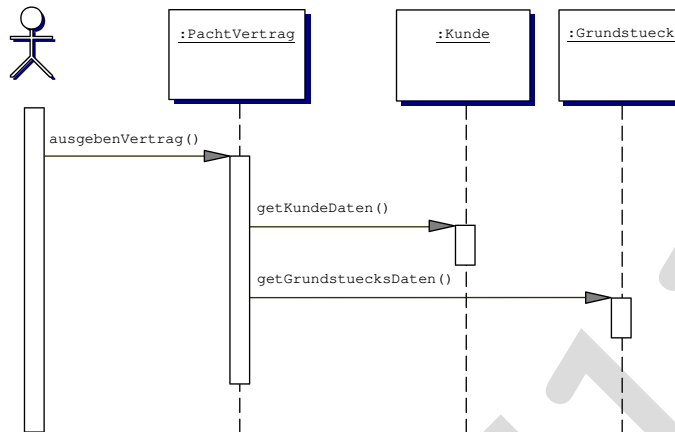 :PachtVertrag
:Kunde
:Grundstueck
ausgebenVertrag()
getKundeDaten()
getGrundstuecksDaten()